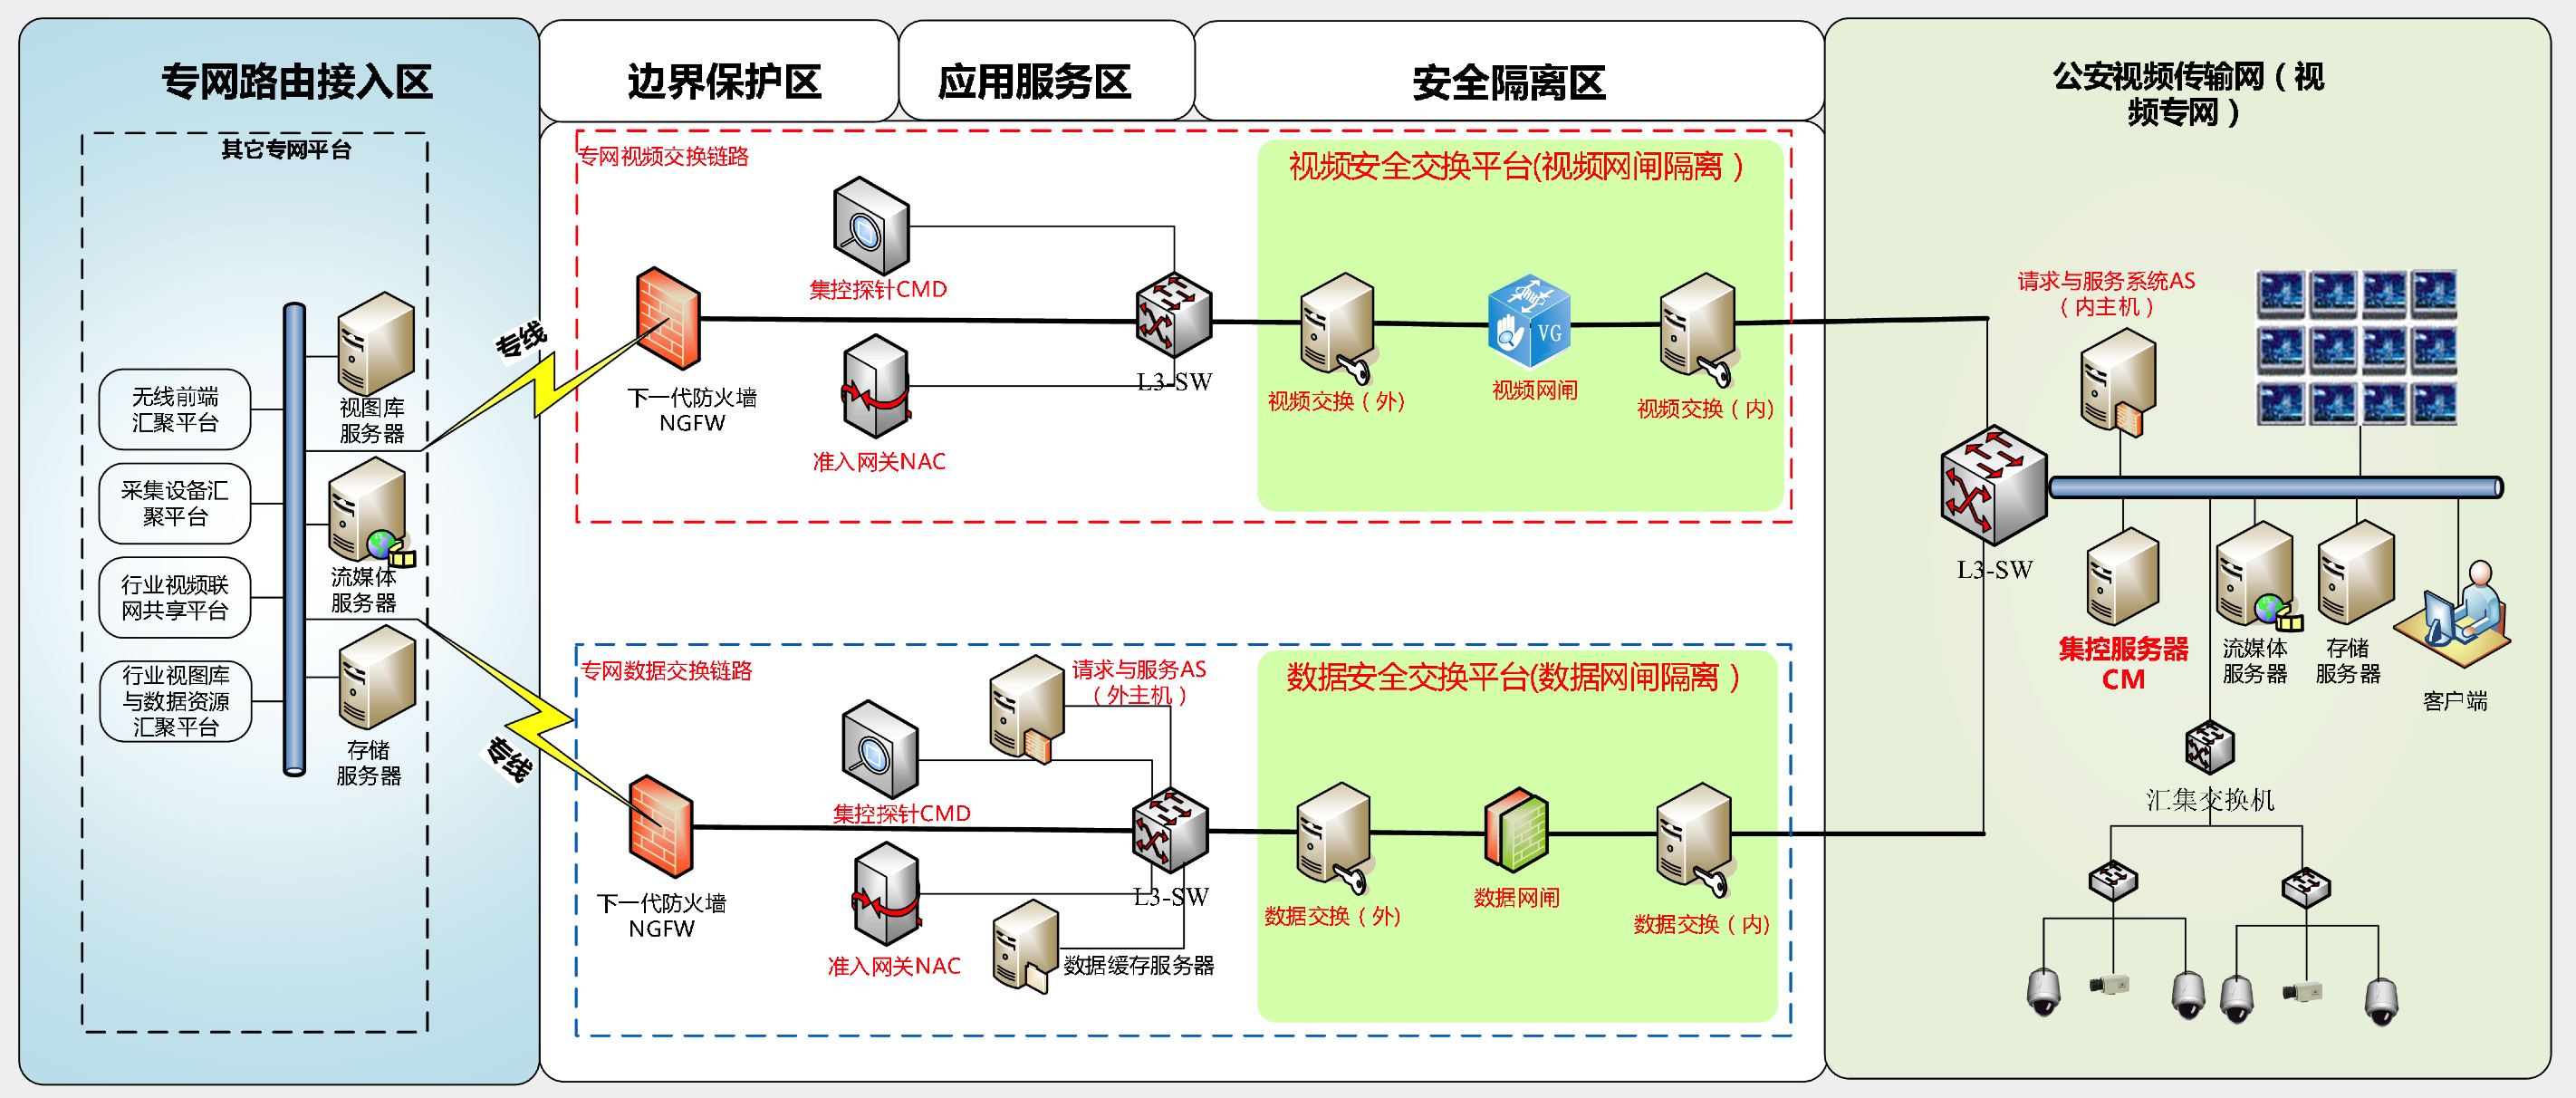 专网路由接入区
边界保护区
应用服务区
安全隔离区
公安视频传输网（视
频专网）
其它专网平台
无线前端
汇聚平台
采集设备汇
聚平台
行业视频联
网共享平台
行业视图库
与数据资源
汇聚平台
视图库
服务器
流媒体
服务器
存储
服务器
专线
专线
专网视频交换链路
集控探针CMD
下一代防火墙
NGFW
准入网关NAC
L3-SW
视频安全交换平台(视频网闸隔离）
视频交换（外）
视频网闸
VG
视频交换（内）
专网数据交换链路
请求与服务AS
（外主机）
集控探针CMD
下一代防火墙
NGFW
准入网关NAC
L3-SW
数据缓存服务器
数据安全交换平台(数据网闸隔离）
数据交换（外）
数据网闸
数据交换（内）
请求与服务系统AS
（内主机）
L3-SW
集控服务器
CM
流媒体
服务器
存储
服务器
客户端
汇集交换机